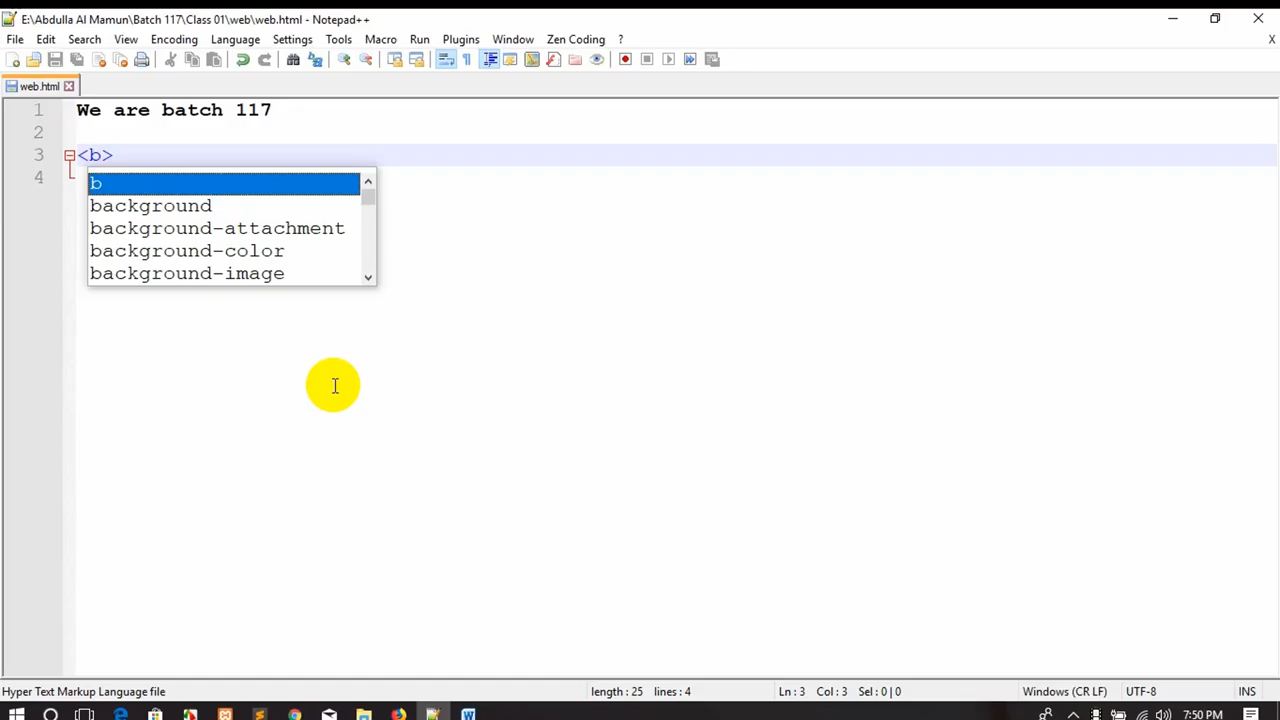 E:\Abdulla Al Mamun\Batch 117\Class 01\web\web.html - Notepad++
File Edit Search View Encoding Language Settings Tools Macro Run Plugins Window Zen Coding ? X
web.html
1 We are batch 117
2
3 <b>
4
b
background
background-attachment
background-color
background-image
Hyper Text Markup Language file length : 25 lines : 4 Ln : 3 Col : 3 Sel : 0 | 0 Windows (CR LF) UTF-8 INS
7:50 PM